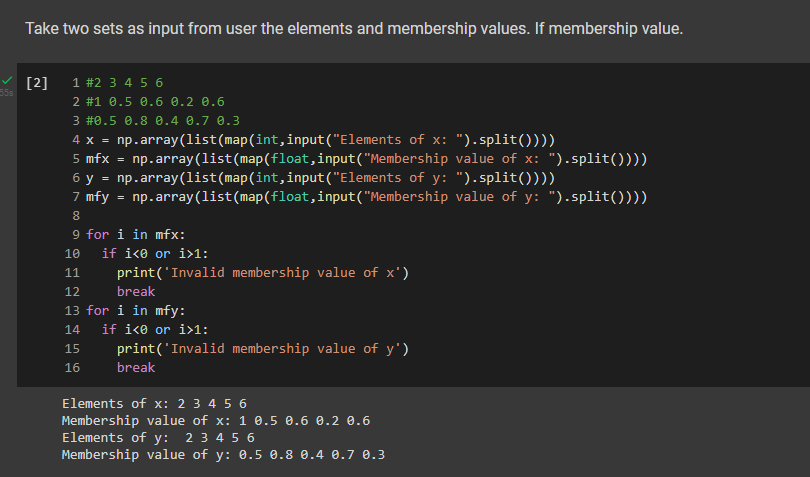 Take two sets as input from user the elements and membership values. If membership value.
[2] 1 #2 3 4 5 6
55s 2 #1 0.5 0.6 0.2 0.6
3 #0.5 0.8 0.4 0.7 0.3
4 x = np.array(list(map(int,input("Elements of x: ").split())))
5 mfx = np.array(list(map(float,input("Membership value of x: ").split())))
6 y = np.array(list(map(int,input("Elements of y: ").split())))
7 mfy = np.array(list(map(float,input("Membership value of y: ").split())))
8
9 for i in mfx:
10   if i<0 or i>1:
11     print('Invalid membership value of x')
12     break
13 for i in mfy:
14   if i<0 or i>1:
15     print('Invalid membership value of y')
16     break
Elements of x: 2 3 4 5 6
Membership value of x: 1 0.5 0.6 0.2 0.6
Elements of y:  2 3 4 5 6
Membership value of y: 0.5 0.8 0.4 0.7 0.3